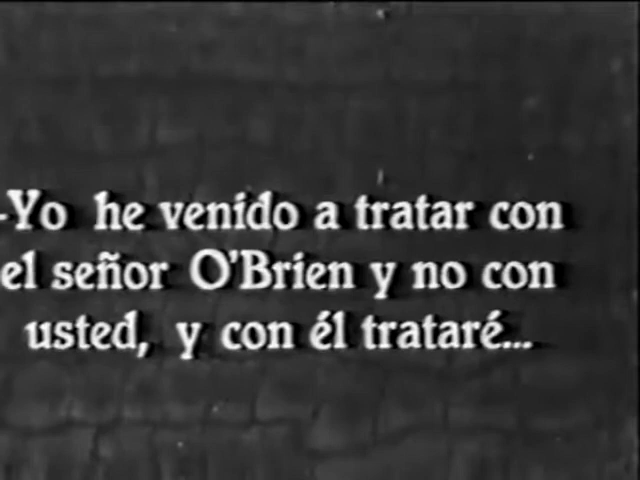 -Yo he venido a tratar con
el señor O'Brien y no con
usted, y con él trataré...